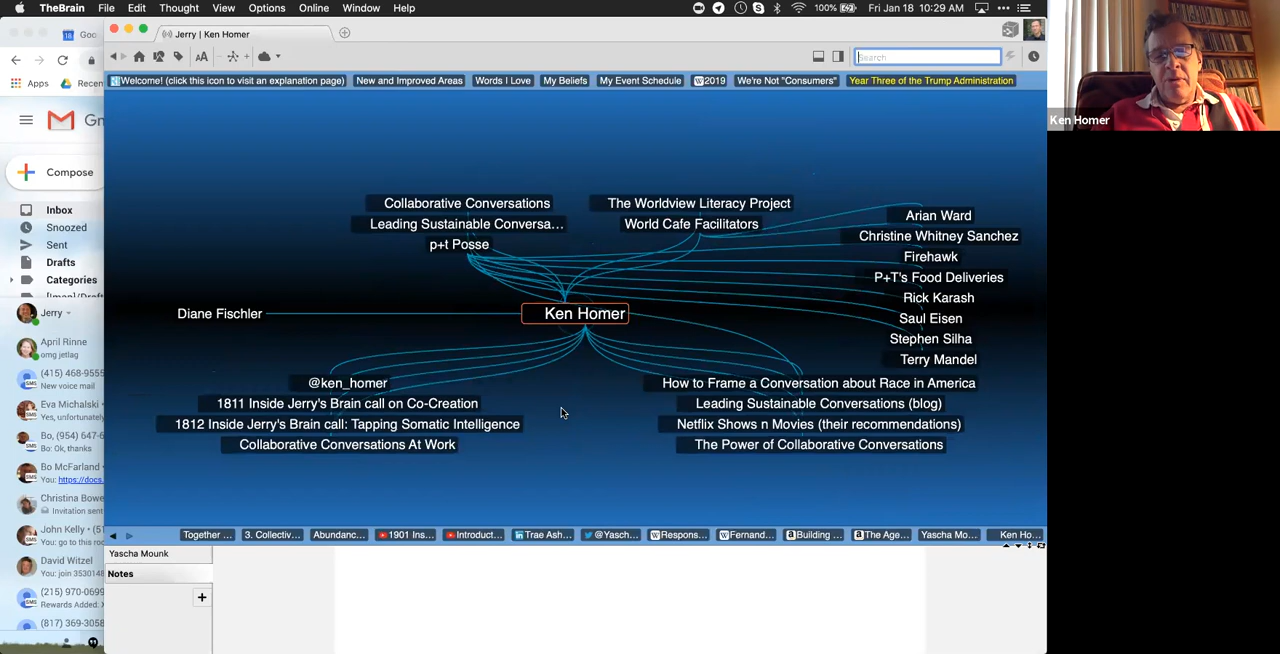 TheBrain File Edit Thought View Options Online Window Help
100% Fri Jan 18 10:29 AM
Jerry | Ken Homer
18 Goo
Search
Apps
Recen
Welcome! (click this icon to visit an explanation page)
New and Improved Areas
Words I Love
My Beliefs
My Event Schedule
2019
We're Not "Consumers"
Year Three of the Trump Administration
Ken Homer
Compose
Inbox
Snoozed
Sent
Drafts
Categories
Jerry
April Rinne
omg jetlag
(415) 468-9555
New voice mail
Eva Michalski •
Yes, unfortunately
Bo, (954) 647-6
Bo: Ok, thanks
Bo McFarland •
You: https://docs.
Christina Bowe
Invitation sent
John Kelly • (51
You: go to this roo
David Witzel
You: join 3530148
(215) 970-0699
Rewards Added: X
(817) 369-3058
Collaborative Conversations
Leading Sustainable Conversa...
p+t Posse
The Worldview Literacy Project
World Cafe Facilitators
Arian Ward
Christine Whitney Sanchez
Firehawk
P+T's Food Deliveries
Rick Karash
Saul Eisen
Stephen Silha
Terry Mandel
Diane Fischler
Ken Homer
@ken_homer
1811 Inside Jerry's Brain call on Co-Creation
1812 Inside Jerry's Brain call: Tapping Somatic Intelligence
Collaborative Conversations At Work
How to Frame a Conversation about Race in America
Leading Sustainable Conversations (blog)
Netflix Shows n Movies (their recommendations)
The Power of Collaborative Conversations
Together ...
3. Collectiv...
Abundanc...
1901 Ins...
Introduct...
Trae Ash...
@Yasch...
Respons...
Fernand...
Building ...
The Age...
Yascha Mo...
Ken Ho...
Yascha Mounk
Notes